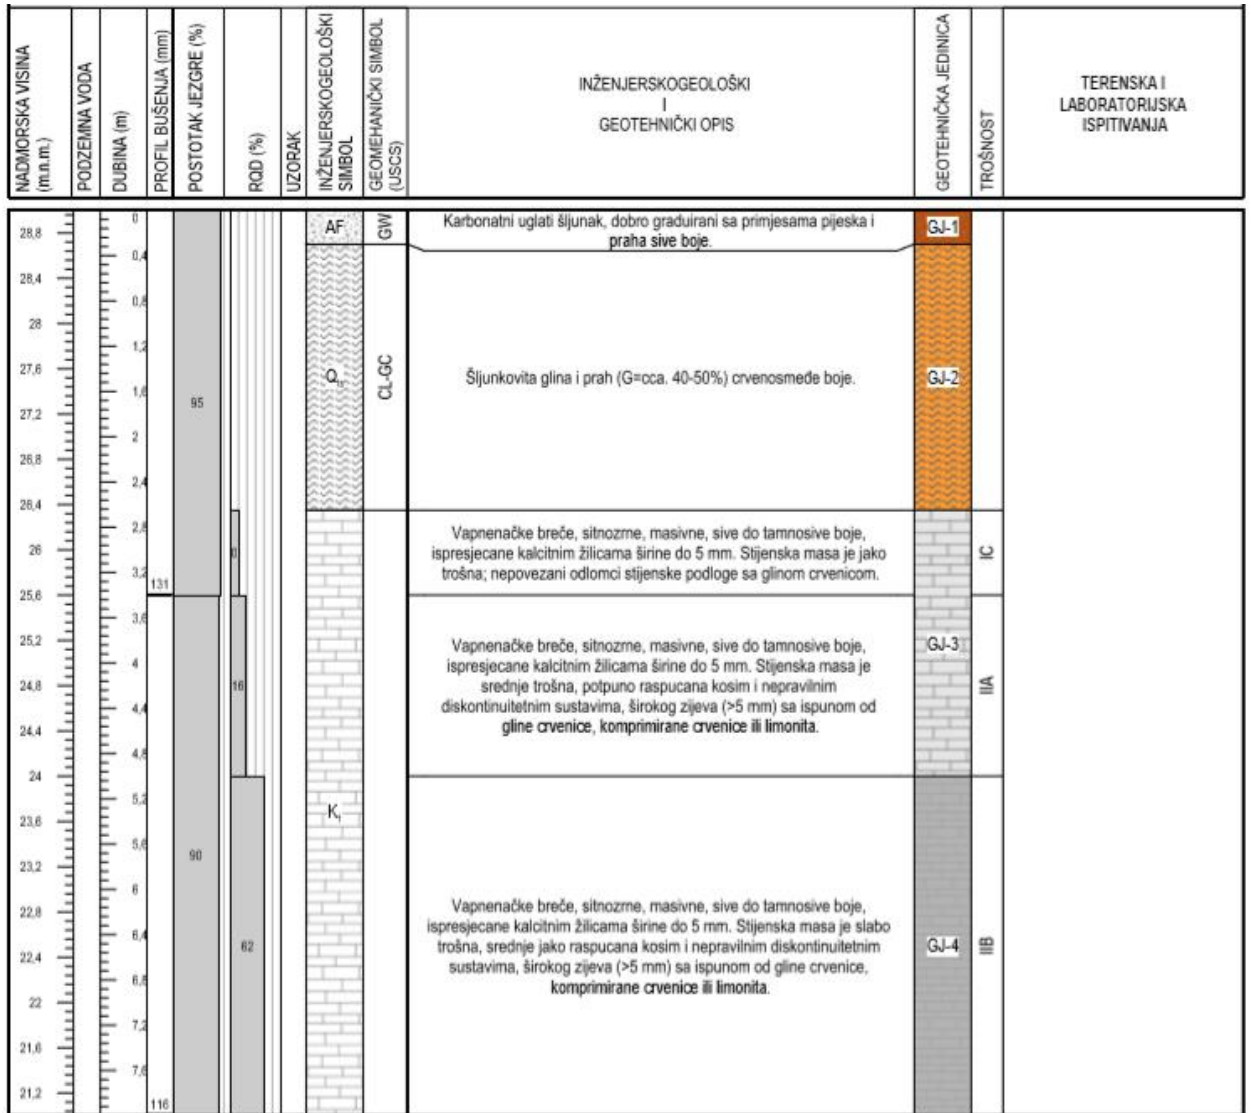 NADMORSKA VISINA
(m.n.m.)
PODZEMNA VODA
DUBINA (m)
PROFIL BUŠENJA (mm)
POSTOTAK JEZGRE (%)
RQD (%)
UZORAK
INŽENJERSKOGEOLOŠKI
SIMBOL
GEOMEHANIČKI SIMBOL
(USCS)
INŽENJERSKOGEOLOŠKI
I
GEOTEHNIČKI OPIS
GEOTEHNIČKA JEDINICA
TROŠNOST
TERENSKA I
LABORATORIJSKA
ISPITIVANJA
28,8
28,4
28
27,6
27,2
26,8
26,4
26
25,6
25,2
24,8
24,4
24
23,6
23,2
22,8
22,4
22
21,6
21,2
0
0,4
0,8
1,2
1,6
2
2,4
2,8
3,2
3,6
4
4,4
4,8
5,2
5,6
6
6,4
6,8
7,2
7,6
131
116
95
90
0
16
62
AF
Q
K1
GW
CL-GC
Karbonatni uglati šljunak, dobro graduirani sa primjesama pijeska i
praha sive boje.
Šljunkovita glina i prah (G=cca. 40-50%) crvenosmeđe boje.
Vapnenačke breče, sitnozrne, masivne, sive do tamnosive boje,
ispresjecane kalcitnim žilicama širine do 5 mm. Stijenska masa je jako
trošna; nepovezani odlomci stijenske podloge sa glinom crvenicom.
Vapnenačke breče, sitnozrne, masivne, sive do tamnosive boje,
ispresjecane kalcitnim žilicama širine do 5 mm. Stijenska masa je
srednje trošna, potpuno raspucana kosim i nepravilnim
diskontinuitetnim sustavima, širokog zijeva (>5 mm) sa ispunom od
gline crvenice, komprimirane crvenice ili limonita.
Vapnenačke breče, sitnozrne, masivne, sive do tamnosive boje,
ispresjecane kalcitnim žilicama širine do 5 mm. Stijenska masa je slabo
trošna, srednje jako raspucana kosim i nepravilnim diskontinuitetnim
sustavima, širokog zijeva (>5 mm) sa ispunom od gline crvenice,
komprimirane crvenice ili limonita.
GJ-1
GJ-2
GJ-3
GJ-4
IC
IIA
IIB